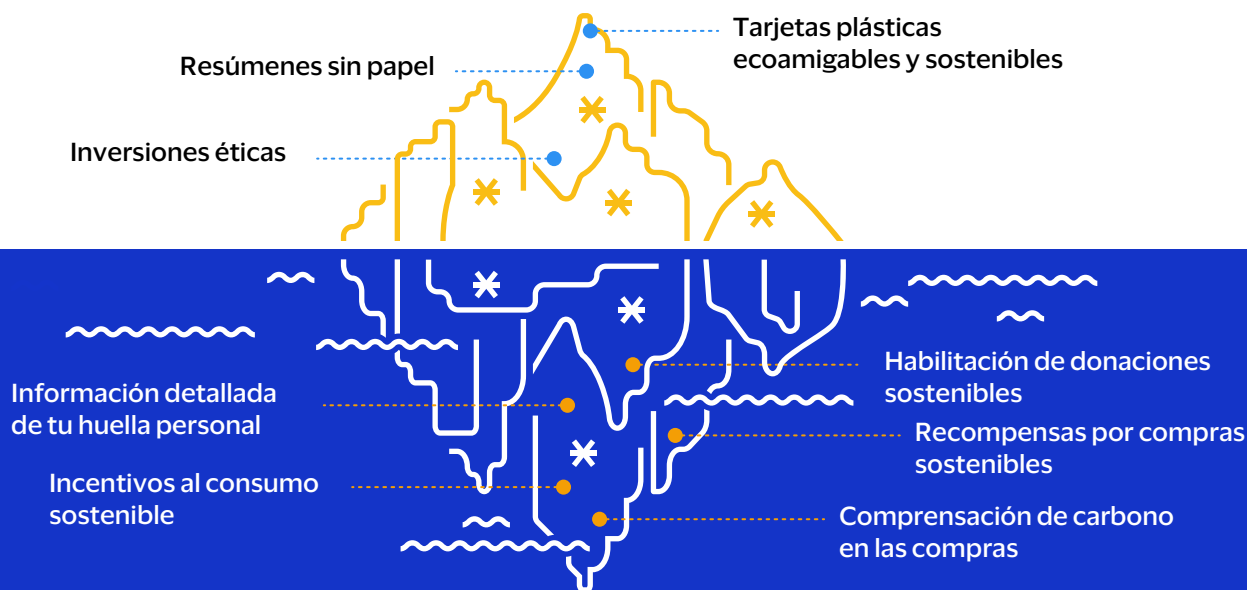 Tarjetas plásticas
ecoamigables y sostenibles
Resúmenes sin papel
Inversiones éticas
Habilitación de donaciones
sostenibles
Información detallada
de tu huella personal
Recompensas por compras
sostenibles
Incentivos al consumo
sostenible
Comprensación de carbono
en las compras